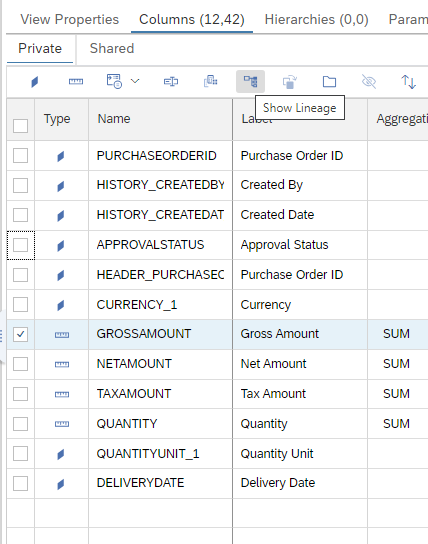 View Properties Columns (12,42) Hierarchies (0,0) Param
Private Shared
Show Lineage
Type Name Label Aggregati
PURCHASEORDERID Purchase Order ID
HISTORY_CREATEDBY Created By
HISTORY_CREATEDAT Created Date
APPROVALSTATUS Approval Status
HEADER_PURCHASEC Purchase Order ID
CURRENCY_1 Currency
GROSSAMOUNT Gross Amount SUM
NETAMOUNT Net Amount SUM
TAXAMOUNT Tax Amount SUM
QUANTITY Quantity SUM
QUANTITYUNIT_1 Quantity Unit
DELIVERYDATE Delivery Date